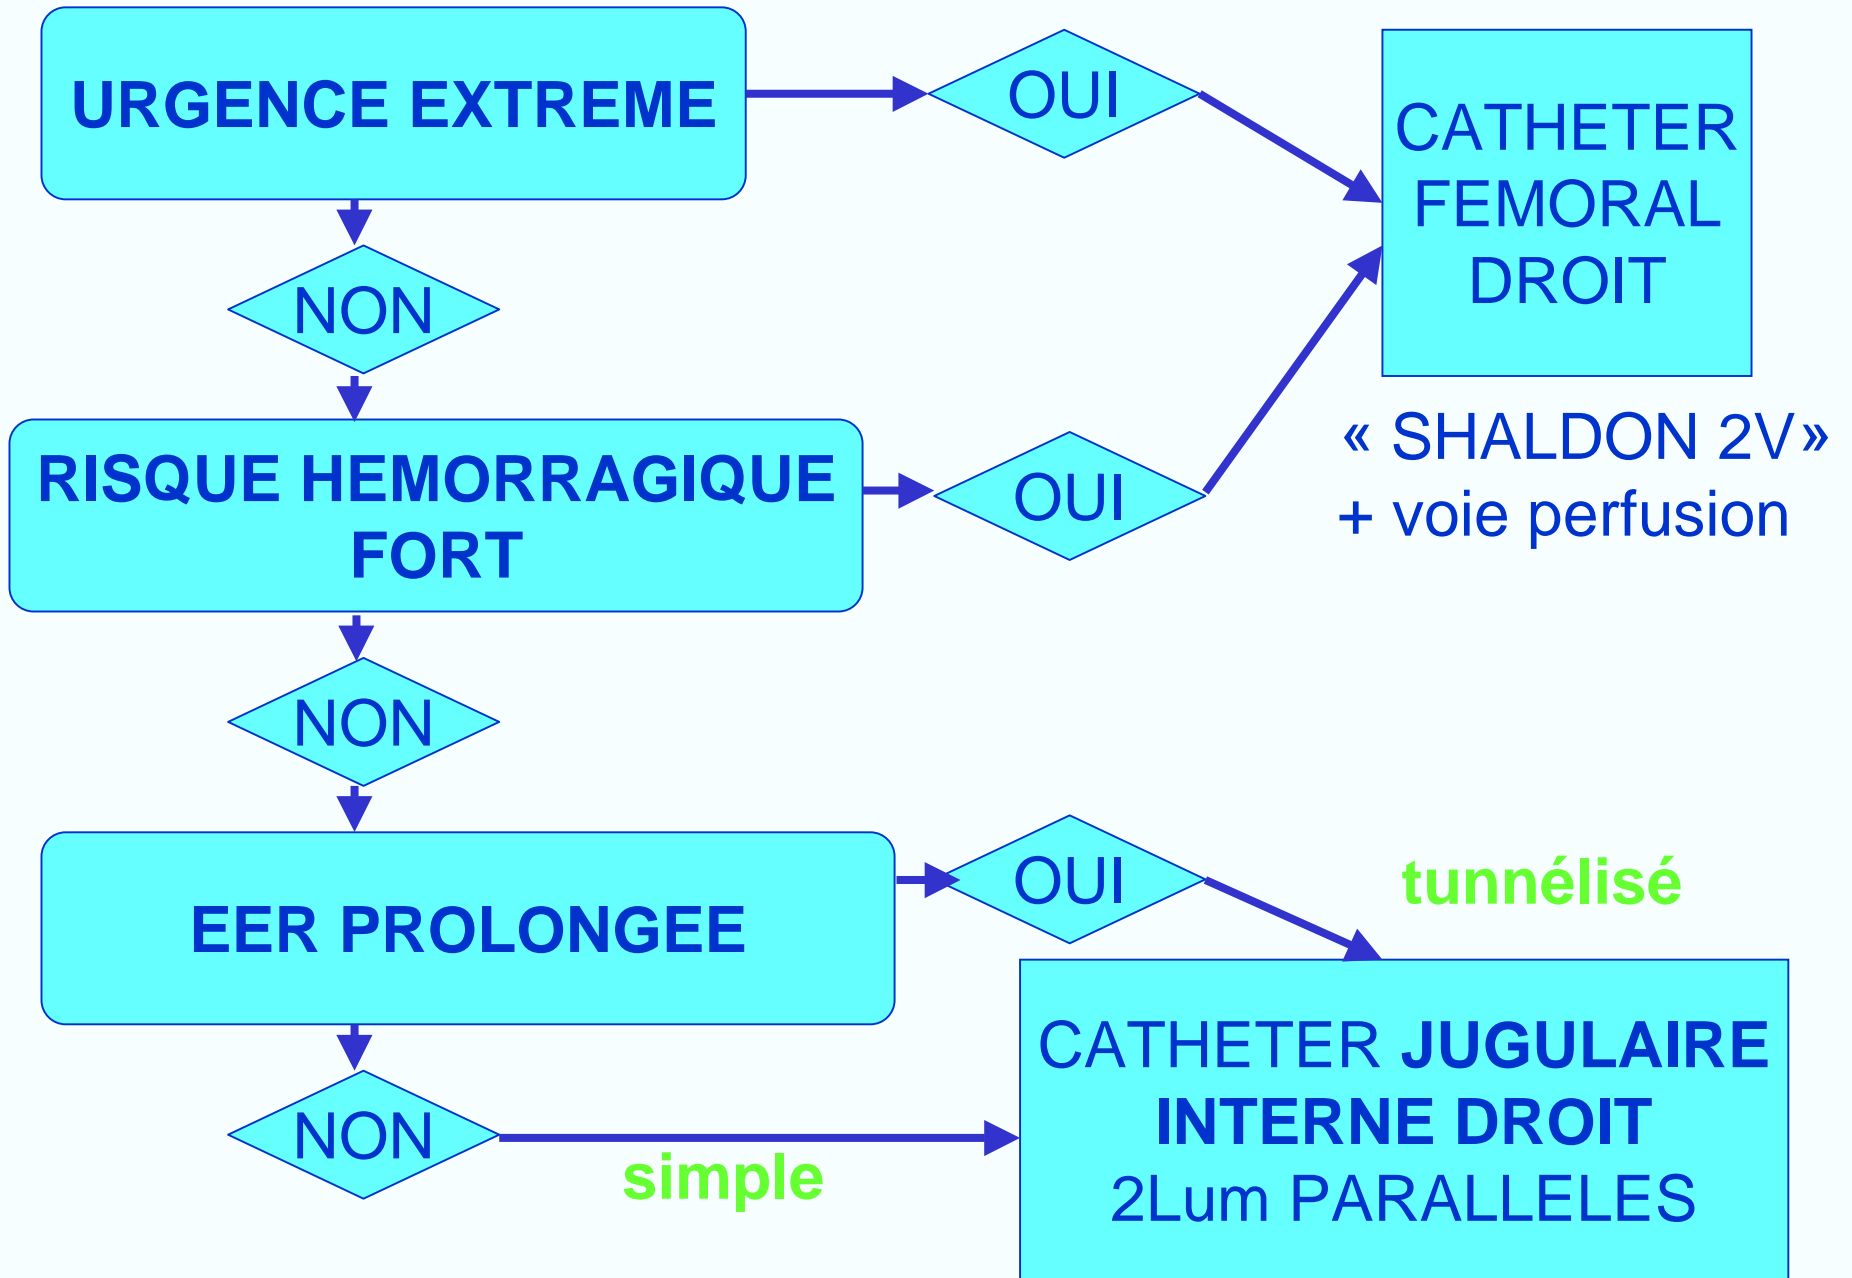 URGENCE EXTREME
OUI
CATHETER
FEMORAL
DROIT
NON
« SHALDON 2V»
+ voie perfusion
RISQUE HEMORRAGIQUE
FORT
OUI
NON
EER PROLONGEE
OUI
tunnélisé
CATHETER JUGULAIRE
INTERNE DROIT
2Lum PARALLELES
NON
simple